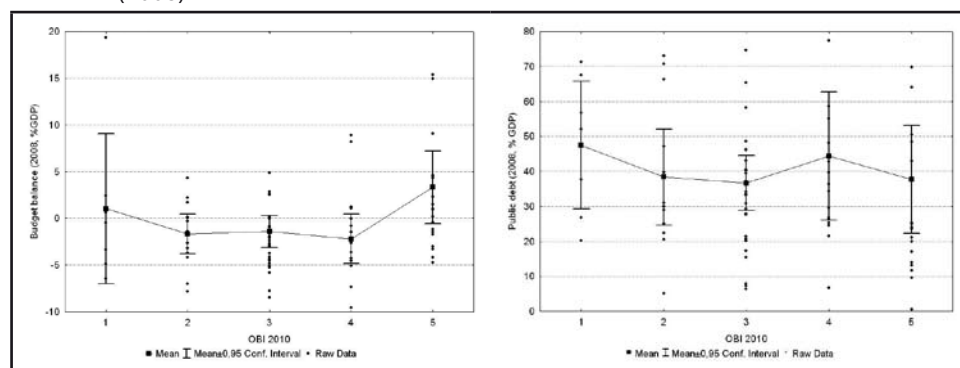 (2008)
Budget balance (2008, %GDP)
20
15
10
5
0
-5
-10
1 2 3 4 5
OBI 2010
Mean Mean±0,95 Conf. Interval Raw Data
Public debt (2008, % GDP)
80
70
60
50
40
30
20
10
0
1 2 3 4 5
OBI 2010
Mean Mean±0,95 Conf. Interval Raw Data